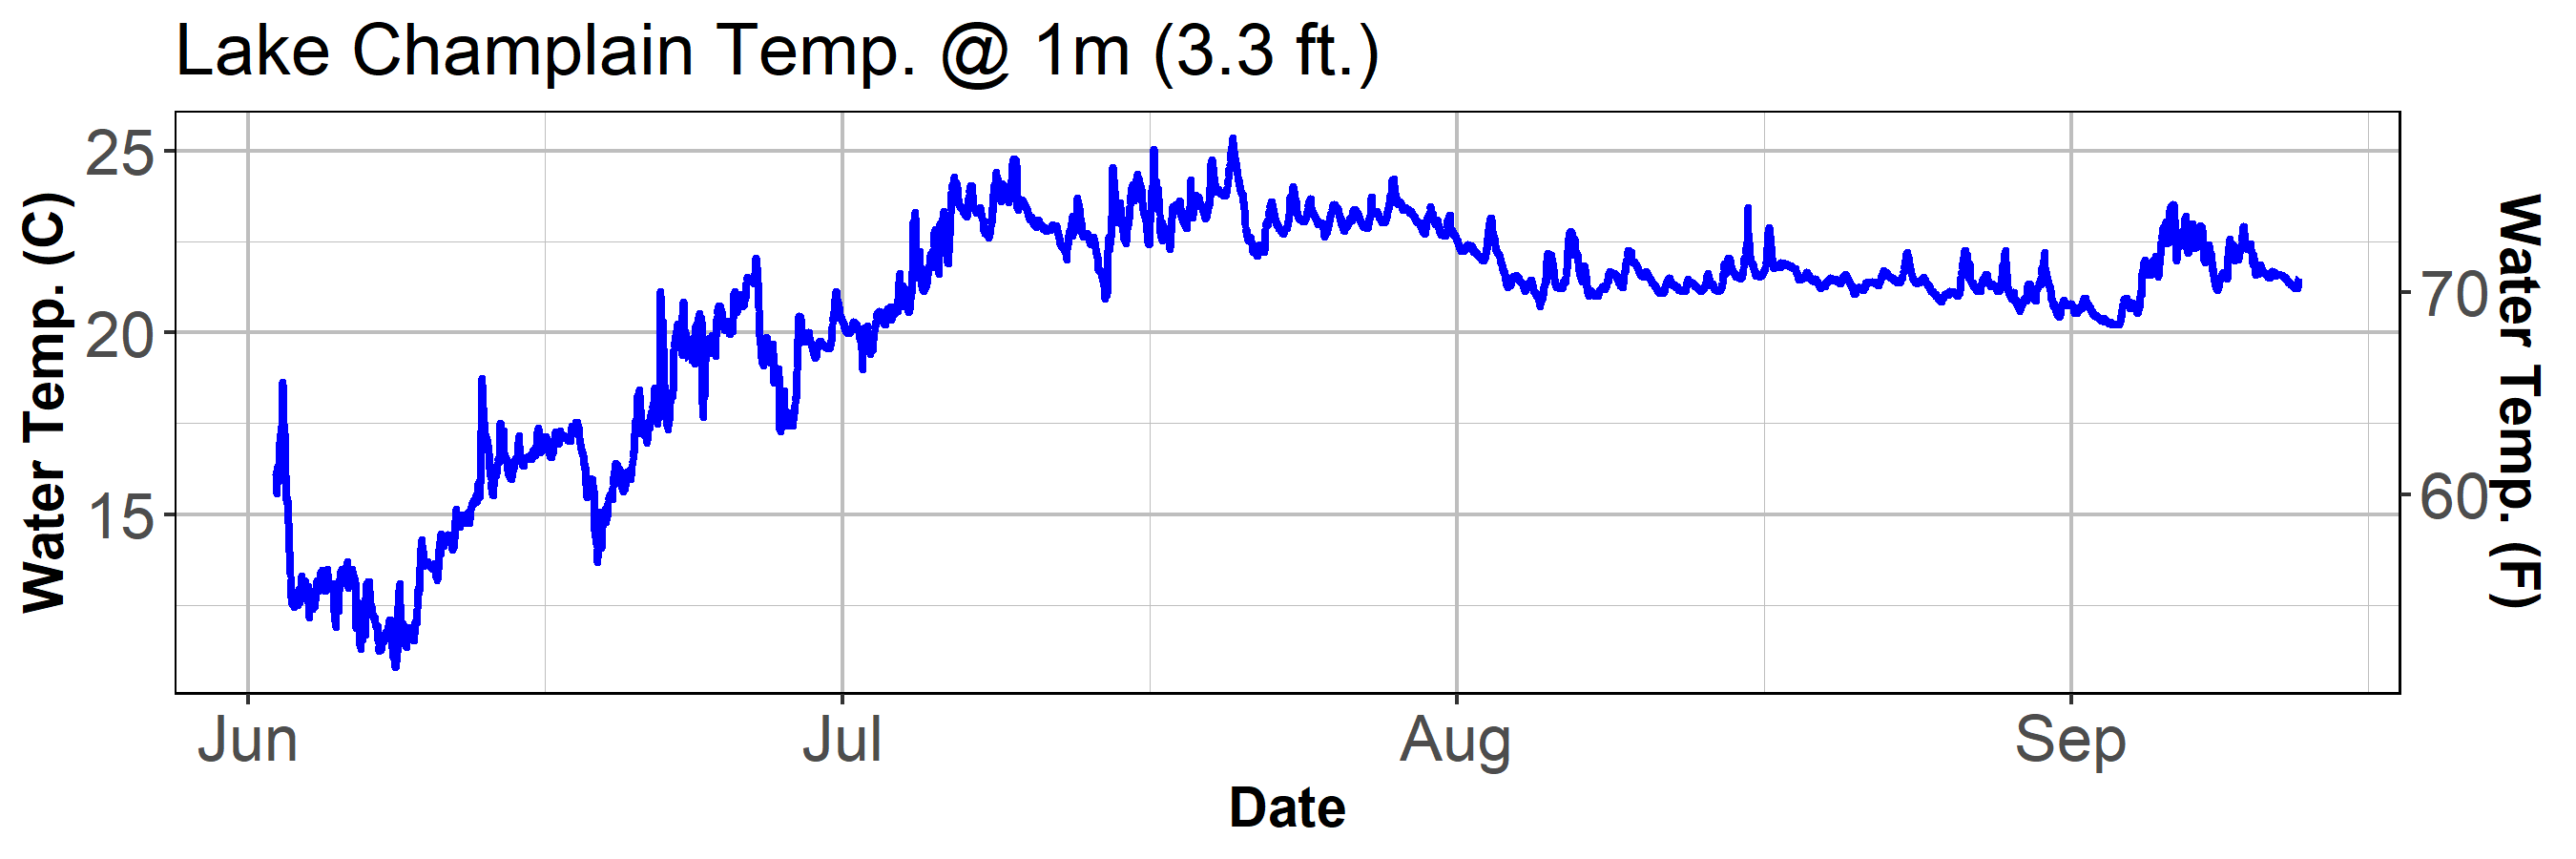 Lake Champlain Temp. @ 1m (3.3 ft.)
Water Temp. (C)
25
20
15
Water Temp. (F)
70
60
Jun Jul Aug Sep
Date